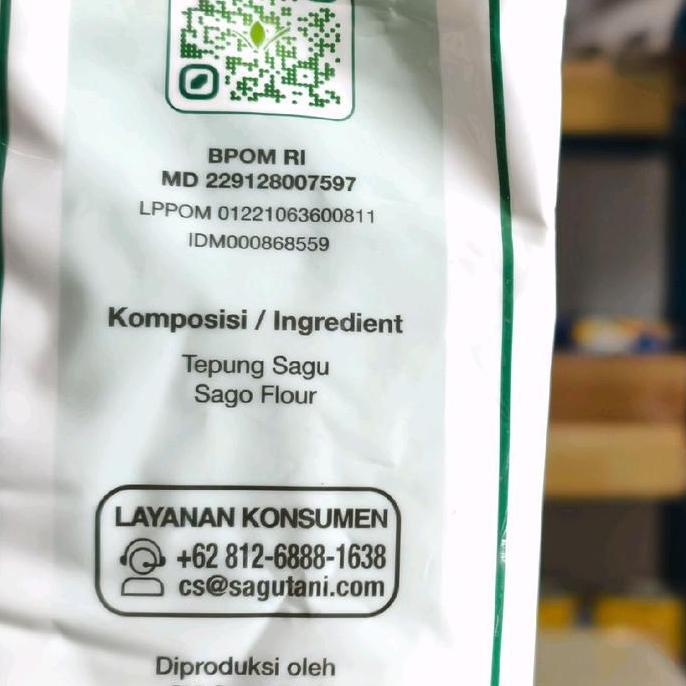 BPOM RI
MD 229128007597
LPPOM 01221063600811
IDM000868559
Komposisi / Ingredient
Tepung Sagu
Sago Flour
LAYANAN KONSUMEN
+62 812-6888-1638
cs@sagutani.com
Diproduksi oleh